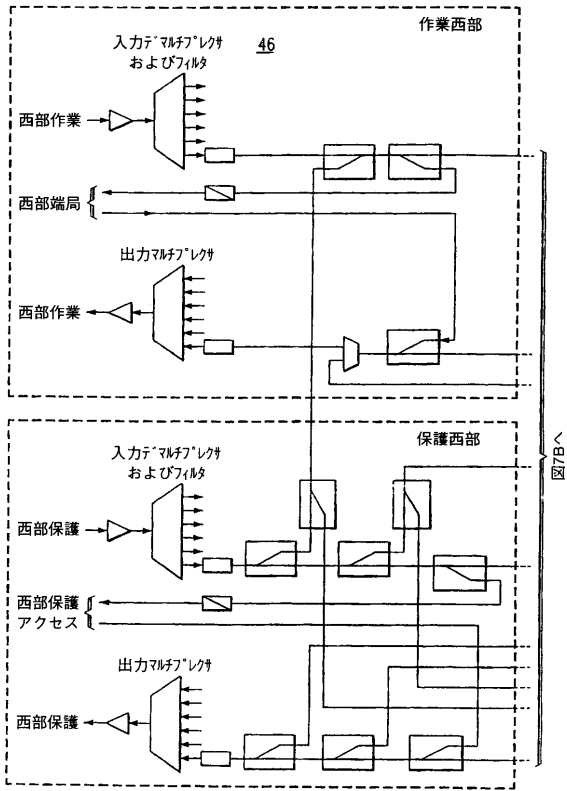 作業西部
入力ﾃﾞﾏﾙﾁﾌﾟﾚｸｻ
およびﾌｨﾙﾀ
46
西部作業
西部端局
出力ﾏﾙﾁﾌﾟﾚｸｻ
西部作業
図7Bへ
保護西部
入力ﾃﾞﾏﾙﾁﾌﾟﾚｸｻ
およびﾌｨﾙﾀ
西部保護
西部保護
アクセス
出力ﾏﾙﾁﾌﾟﾚｸｻ
西部保護